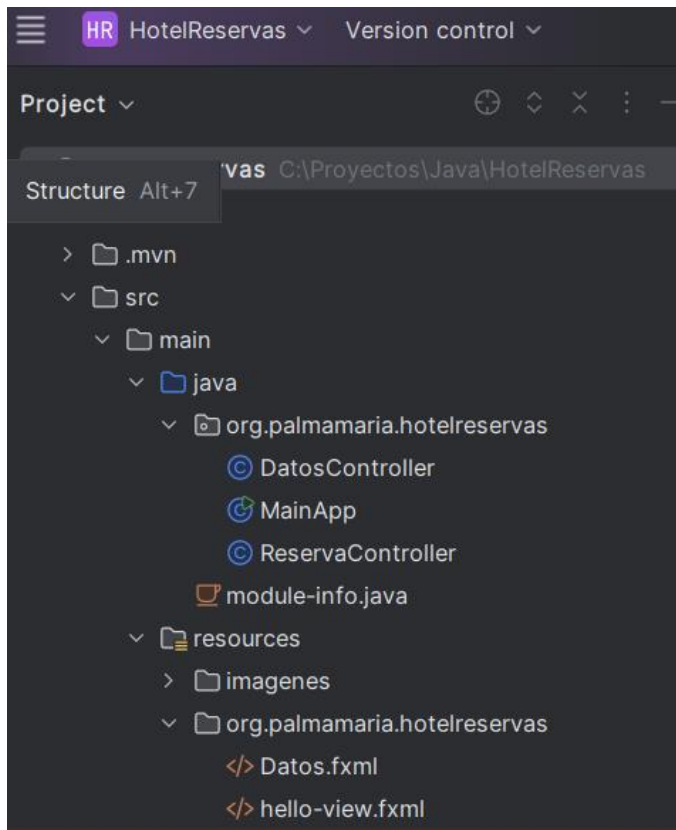 HR HotelReservas Version control
Project
vas C:\Proyectos\Java\HotelReservas
Structure Alt+7
.mvn
src
main
java
org.palmamaria.hotelreservas
DatosController
MainApp
ReservaController
module-info.java
resources
imagenes
org.palmamaria.hotelreservas
</> Datos.fxml
</> hello-view.fxml